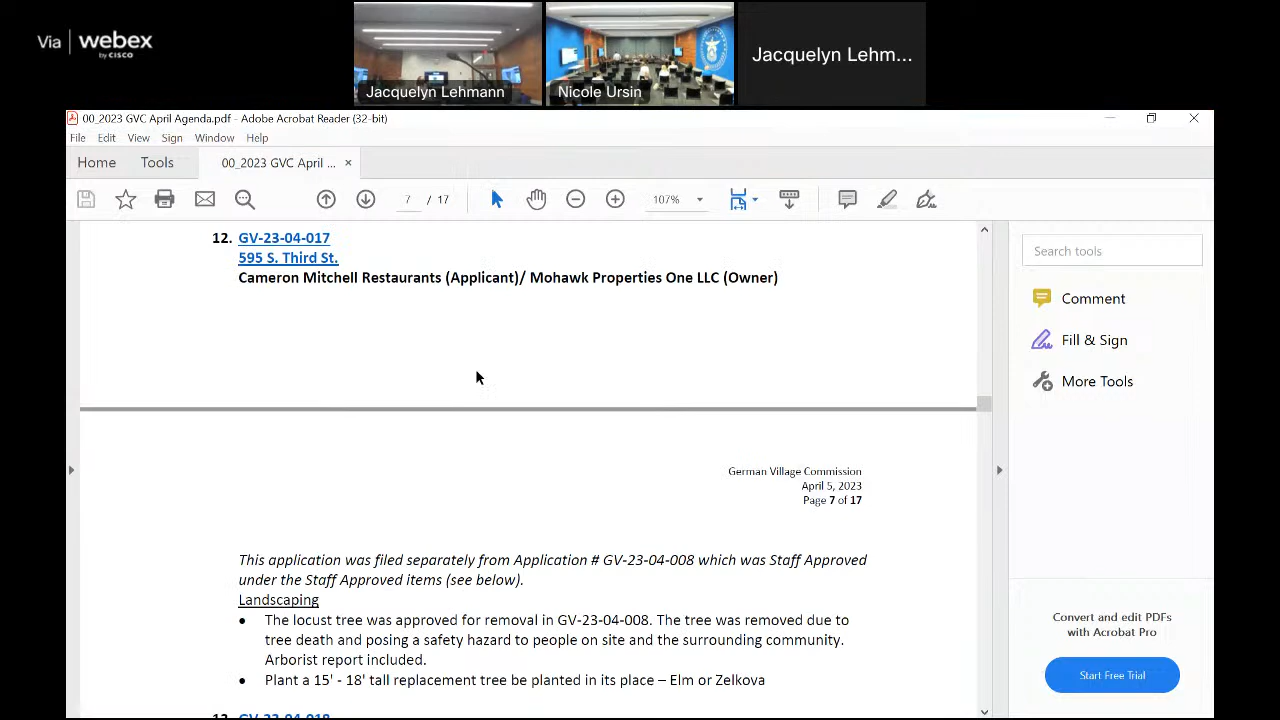 Via webex
by CISCO
Jacquelyn Lehmann
Nicole Ursin
Jacquelyn Lehm...
00_2023 GVC April Agenda.pdf - Adobe Acrobat Reader (32-bit)
File Edit View Sign Window Help
Home Tools 00_2023 GVC April ... ×
7 / 17 107%
12. GV-23-04-017
595 S. Third St.
Cameron Mitchell Restaurants (Applicant)/ Mohawk Properties One LLC (Owner)
German Village Commission
April 5, 2023
Page 7 of 17
This application was filed separately from Application # GV-23-04-008 which was Staff Approved
under the Staff Approved items (see below).
Landscaping
• The locust tree was approved for removal in GV-23-04-008. The tree was removed due to
tree death and posing a safety hazard to people on site and the surrounding community.
Arborist report included.
• Plant a 15' - 18' tall replacement tree be planted in its place – Elm or Zelkova
13. GV-23-04-018
Search tools
Comment
Fill & Sign
More Tools
Convert and edit PDFs
with Acrobat Pro
Start Free Trial